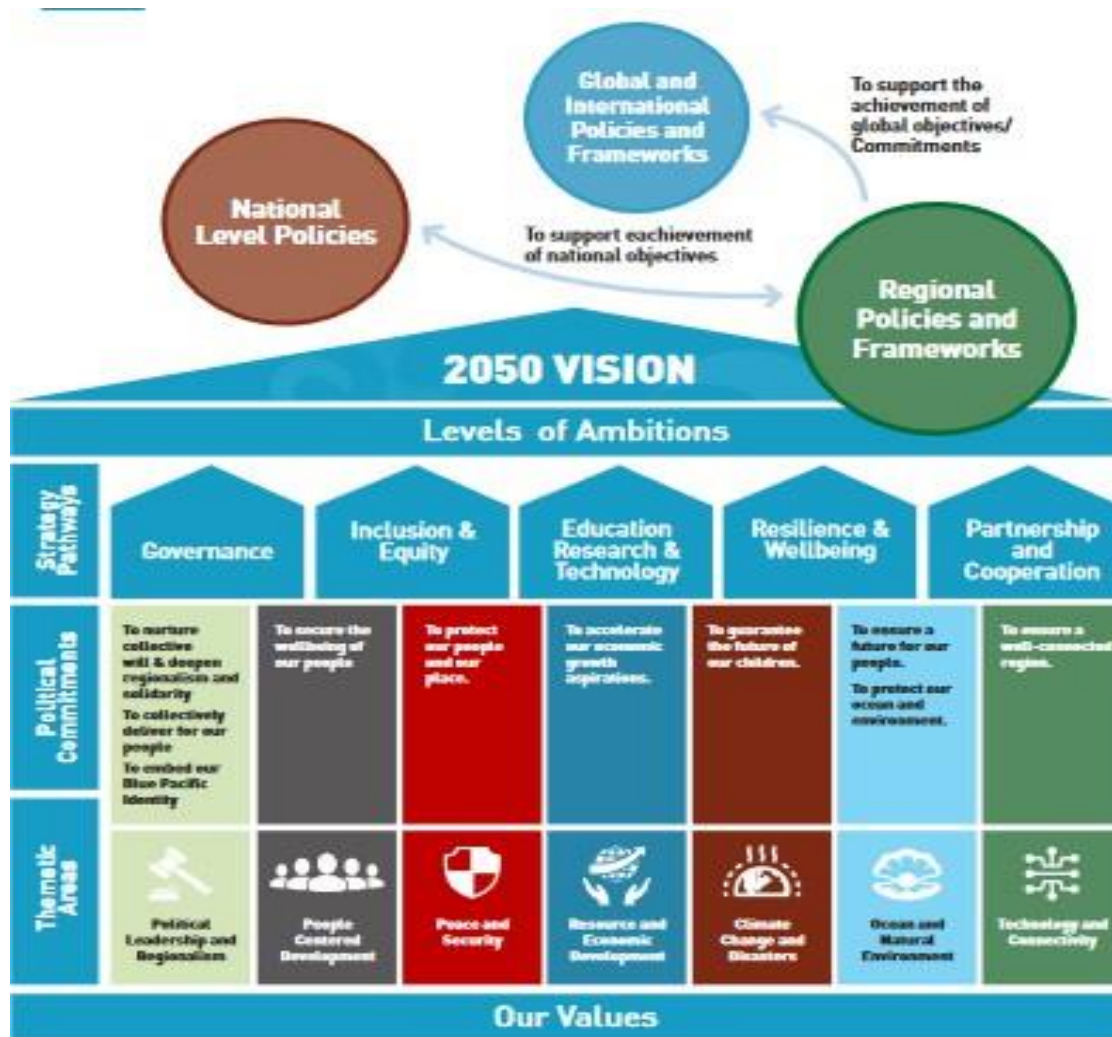 Global and
International
Policies and
Frameworks
To support the
achievement of
global objectives/
Commitments
National
Level Policies
To support eachievement
of national objectives
Regional
Policies and
Frameworks
2050 VISION
Levels of Ambitions
Strategy
Pathways
Governance
Inclusion &
Equity
Education
Research &
Technology
Resilience &
Wellbeing
Partnership
and
Cooperation
Political
Commitments
To nurture
collective
will & deepen
regionalism and
solidarity
To collectively
deliver for our
people
To embed our
Blue Pacific
Identity
To secure the
wellbeing of
our people
To protect
our people
and our
place.
To accelerate
our economic
growth
aspirations.
To guarantee
the future of
our children.
To ensure a
future for our
people.
To protect our
ocean and
environment.
To ensure a
well-connected
region.
Thematic
Areas
Political
Leadership and
Regionalism
People
Centered
Development
Peace and
Security
Resource and
Economic
Development
Climate
Change and
Disasters
Ocean and
Natural
Environment
Technology and
Connectivity
Our Values